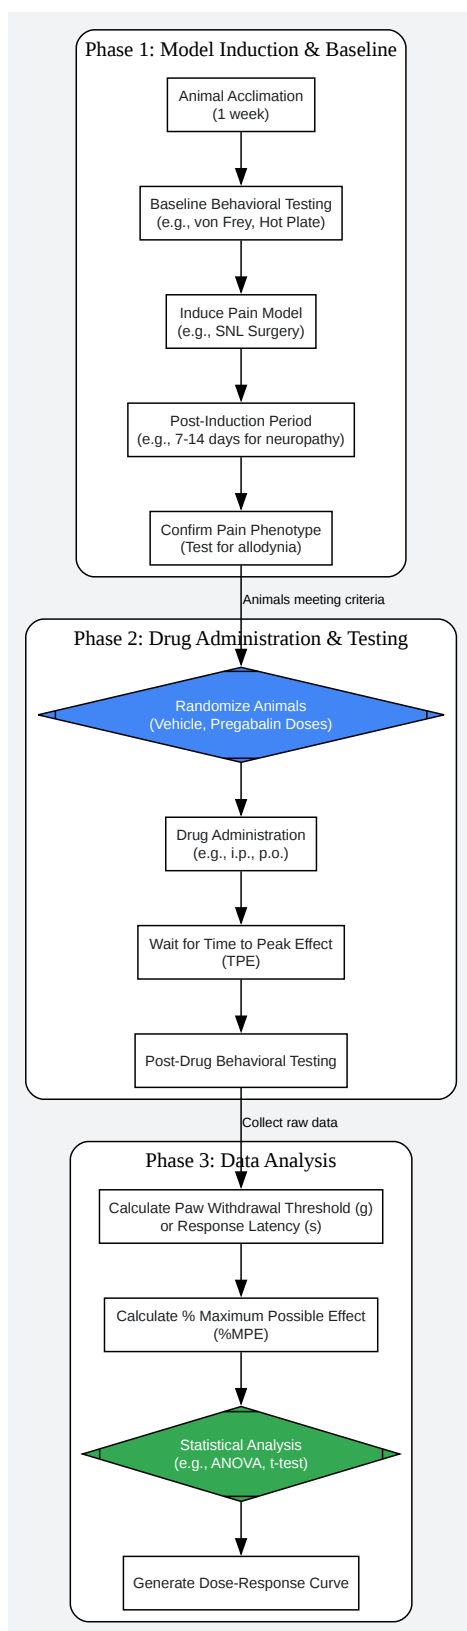 Phase 1: Model Induction & Baseline
Animal Acclimation
(1 week)
Baseline Behavioral Testing
(e.g., von Frey, Hot Plate)
Induce Pain Model
(e.g., SNL Surgery)
Post-Induction Period
(e.g., 7-14 days for neuropathy)
Confirm Pain Phenotype
(Test for allodynia)
Animals meeting criteria
Phase 2: Drug Administration & Testing
Randomize Animals
(Vehicle, Pregabalin Doses)
Drug Administration
(e.g., i.p., p.o.)
Wait for Time to Peak Effect
(TPE)
Post-Drug Behavioral Testing
Collect raw data
Phase 3: Data Analysis
Calculate Paw Withdrawal Threshold (g)
or Response Latency (s)
Calculate % Maximum Possible Effect
(%MPE)
Statistical Analysis
(e.g., ANOVA, t-test)
Generate Dose-Response Curve